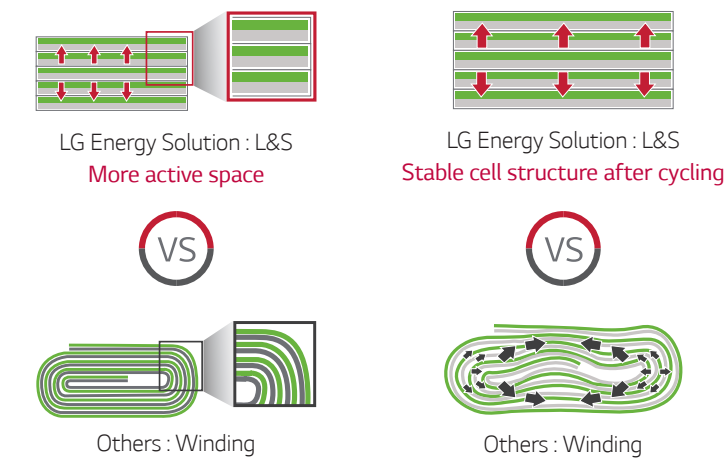 LG Energy Solution : L&S
More active space
VS
Others : Winding
LG Energy Solution : L&S
Stable cell structure after cycling
VS
Others : Winding